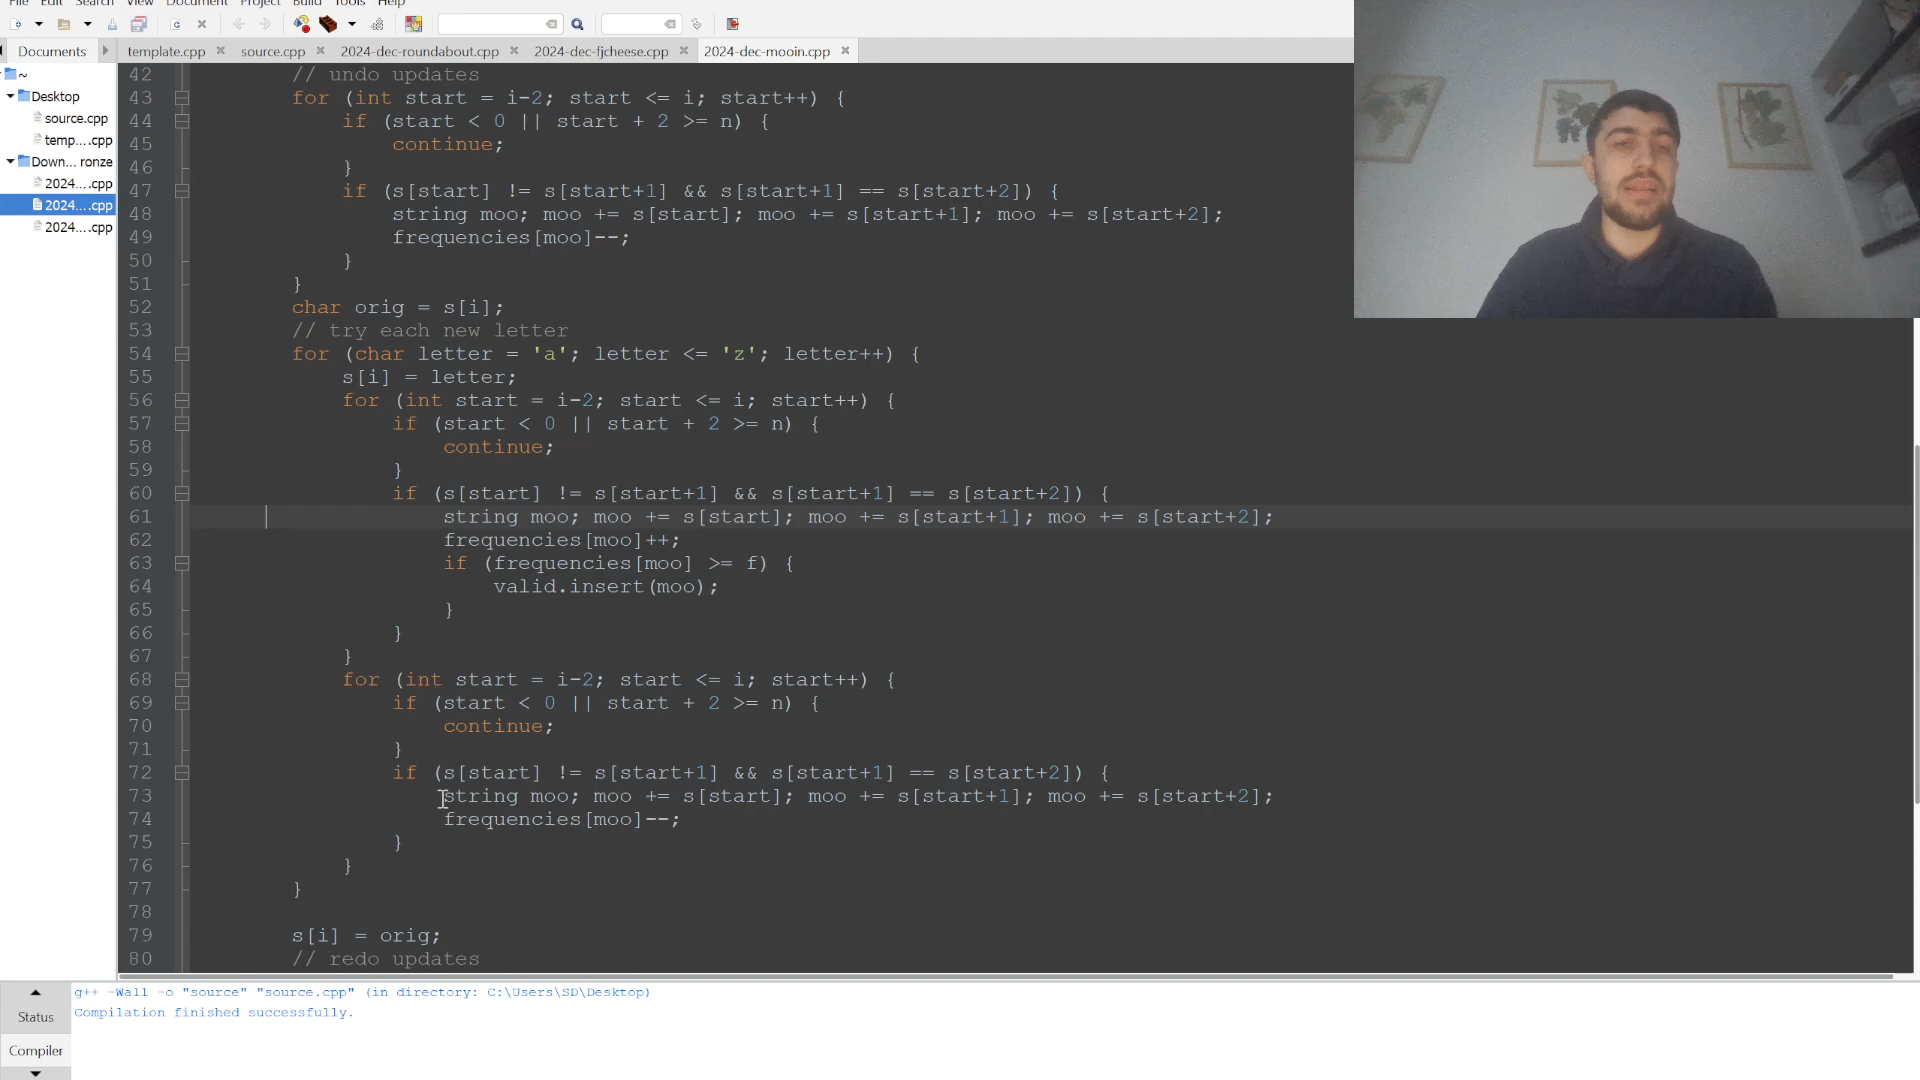 File Edit Search View Document Project Build Tools Help
Documents template.cpp source.cpp 2024-dec-roundabout.cpp 2024-dec-fjcheese.cpp 2024-dec-mooin.cpp
~
Desktop
source.cpp
temp....cpp
Down... ronze
2024....cpp
2024....cpp
2024....cpp
42 // undo updates
43 for (int start = i-2; start <= i; start++) {
44 if (start < 0 || start + 2 >= n) {
45 continue;
46 }
47 if (s[start] != s[start+1] && s[start+1] == s[start+2]) {
48 string moo; moo += s[start]; moo += s[start+1]; moo += s[start+2];
49 frequencies[moo]--;
50 }
51 }
52 char orig = s[i];
53 // try each new letter
54 for (char letter = 'a'; letter <= 'z'; letter++) {
55 s[i] = letter;
56 for (int start = i-2; start <= i; start++) {
57 if (start < 0 || start + 2 >= n) {
58 continue;
59 }
60 if (s[start] != s[start+1] && s[start+1] == s[start+2]) {
61 string moo; moo += s[start]; moo += s[start+1]; moo += s[start+2];
62 frequencies[moo]++;
63 if (frequencies[moo] >= f) {
64 valid.insert(moo);
65 }
66 }
67 }
68 for (int start = i-2; start <= i; start++) {
69 if (start < 0 || start + 2 >= n) {
70 continue;
71 }
72 if (s[start] != s[start+1] && s[start+1] == s[start+2]) {
73 string moo; moo += s[start]; moo += s[start+1]; moo += s[start+2];
74 frequencies[moo]--;
75 }
76 }
77 }
78
79 s[i] = orig;
80 // redo updates
g++ -Wall -o "source" "source.cpp" (in directory: C:\Users\SD\Desktop)
Status
Compilation finished successfully.
Compiler